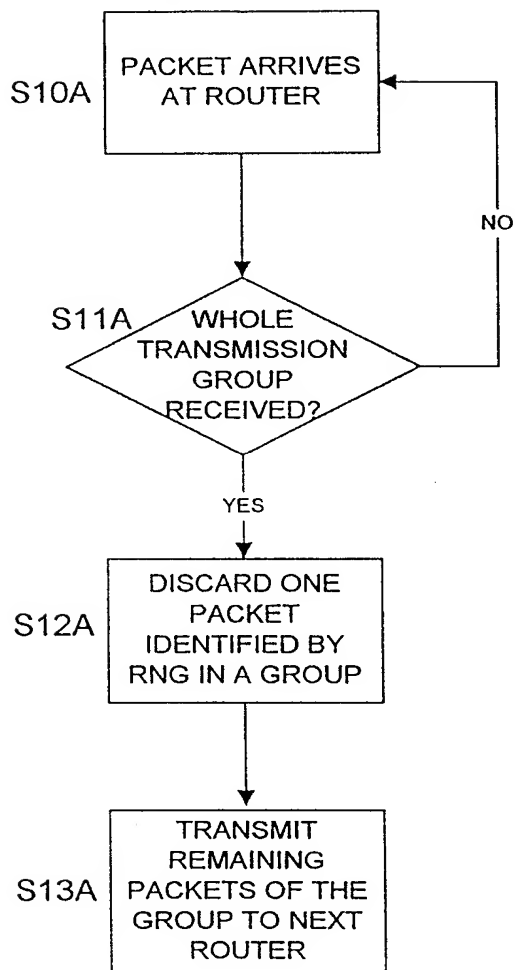 S10A
PACKET ARRIVES
AT ROUTER
NO
S11A
WHOLE
TRANSMISSION
GROUP
RECEIVED?
YES
S12A
DISCARD ONE
PACKET
IDENTIFIED BY
RNG IN A GROUP
S13A
TRANSMIT
REMAINING
PACKETS OF THE
GROUP TO NEXT
ROUTER